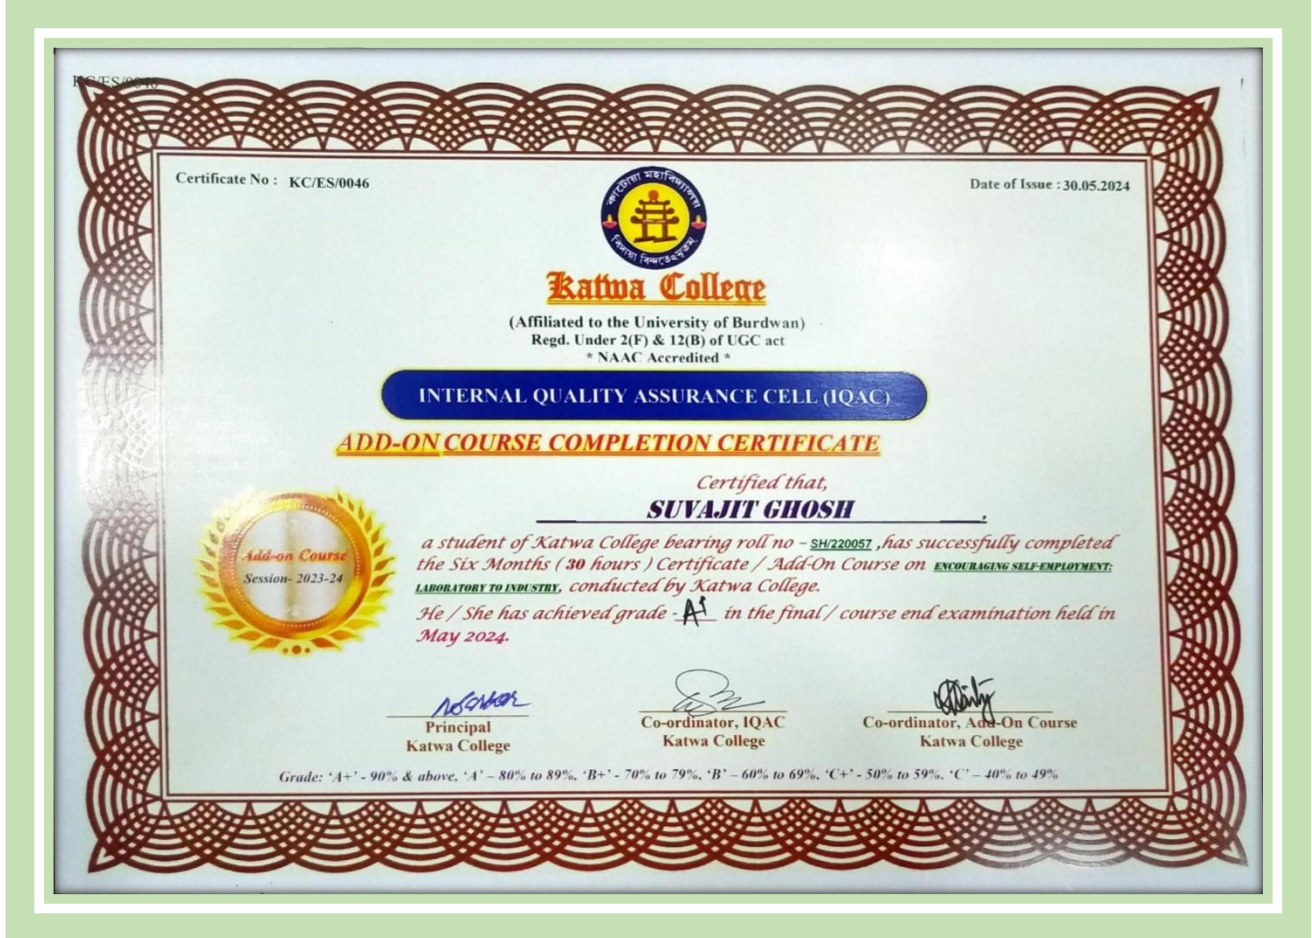 KC/ES/0046
Certificate No : KC/ES/0046
Date of Issue : 30.05.2024
কাটোয়া মহাবিদ্যালয়
Katwa College
(Affiliated to the University of Burdwan)
Regd. Under 2(F) & 12(B) of UGC act
* NAAC Accredited *
INTERNAL QUALITY ASSURANCE CELL (IQAC)
ADD-ON COURSE COMPLETION CERTIFICATE
Certified that,
SUVAJIT GHOSH,
Add-on Course
Session- 2023-24
a student of Katwa College bearing roll no – SH/220057 ,has successfully completed
the Six Months ( 30 hours ) Certificate / Add-On Course on ENCOURAGING SELF-EMPLOYMENT:
LABORATORY TO INDUSTRY, conducted by Katwa College.
He / She has achieved grade - A+ in the final / course end examination held in
May 2024.
Principal
Katwa College
Co-ordinator, IQAC
Katwa College
Co-ordinator, Add-On Course
Katwa College
Grade: 'A+' - 90% & above, 'A' – 80% to 89%, 'B+' - 70% to 79%, 'B' – 60% to 69%, 'C+' - 50% to 59%, 'C' – 40% to 49%